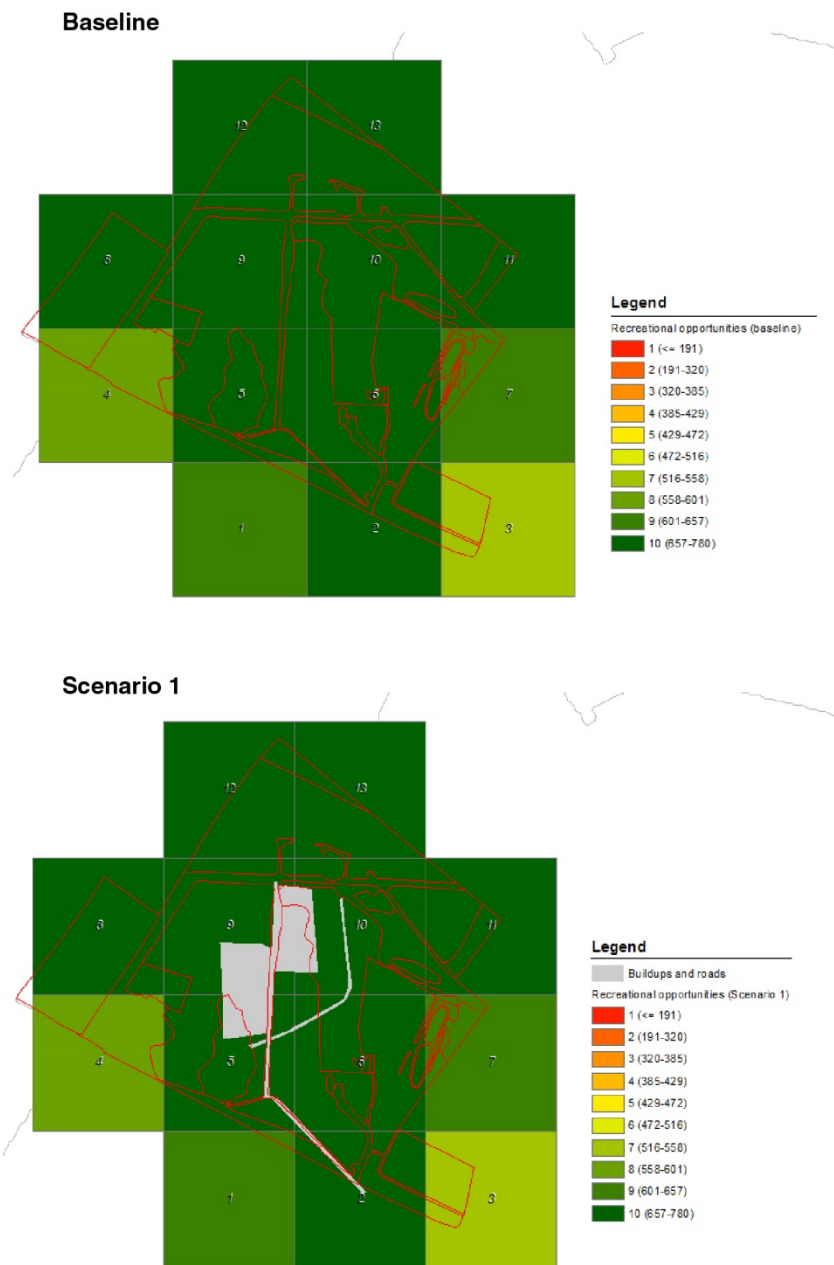 Baseline
12 13
8 9 10 11
4 5 6 7
1 2 3
Legend
Recreational opportunities (baseline)
1 (<= 191)
2 (191-320)
3 (320-385)
4 (385-429)
5 (429-472)
6 (472-516)
7 (516-558)
8 (558-601)
9 (601-657)
10 (657-780)
Scenario 1
12 13
8 9 10 11
4 5 6 7
1 2 3
Legend
Buildups and roads
Recreational opportunities (Scenario 1)
1 (<= 191)
2 (191-320)
3 (320-385)
4 (385-429)
5 (429-472)
6 (472-516)
7 (516-558)
8 (558-601)
9 (601-657)
10 (657-780)